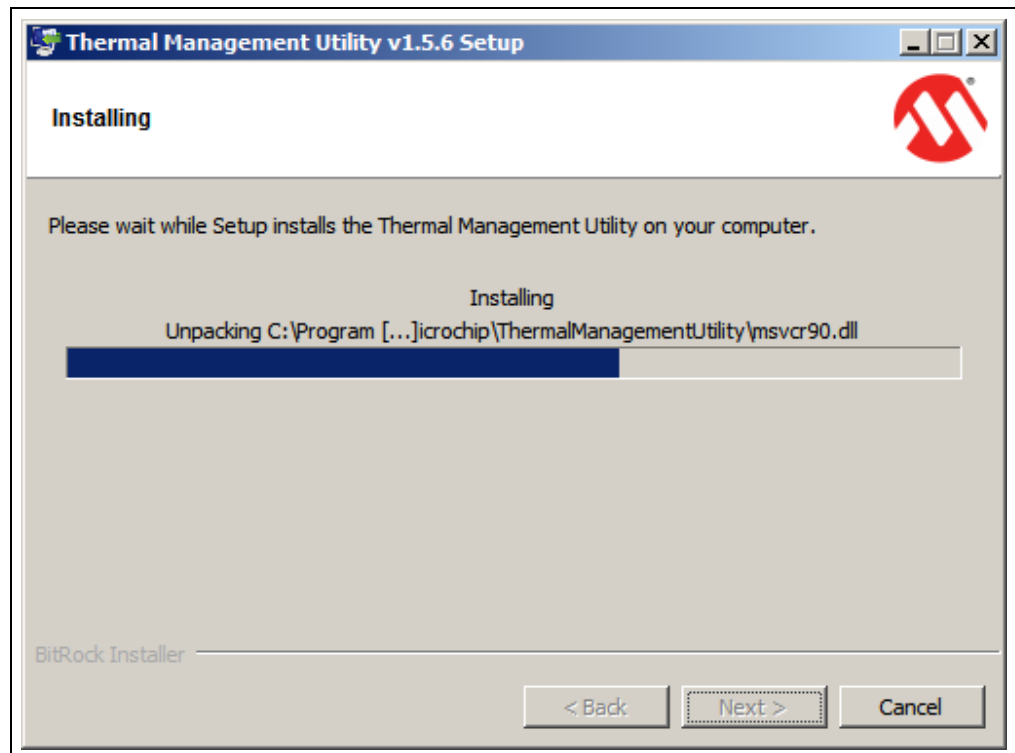 Thermal Management Utility v1.5.6 Setup
Installing
Please wait while Setup installs the Thermal Management Utility on your computer.
Installing
Unpacking C:\Program [...]icrochip\ThermalManagementUtility\msvcr90.dll
BitRock Installer
< Back Next > Cancel